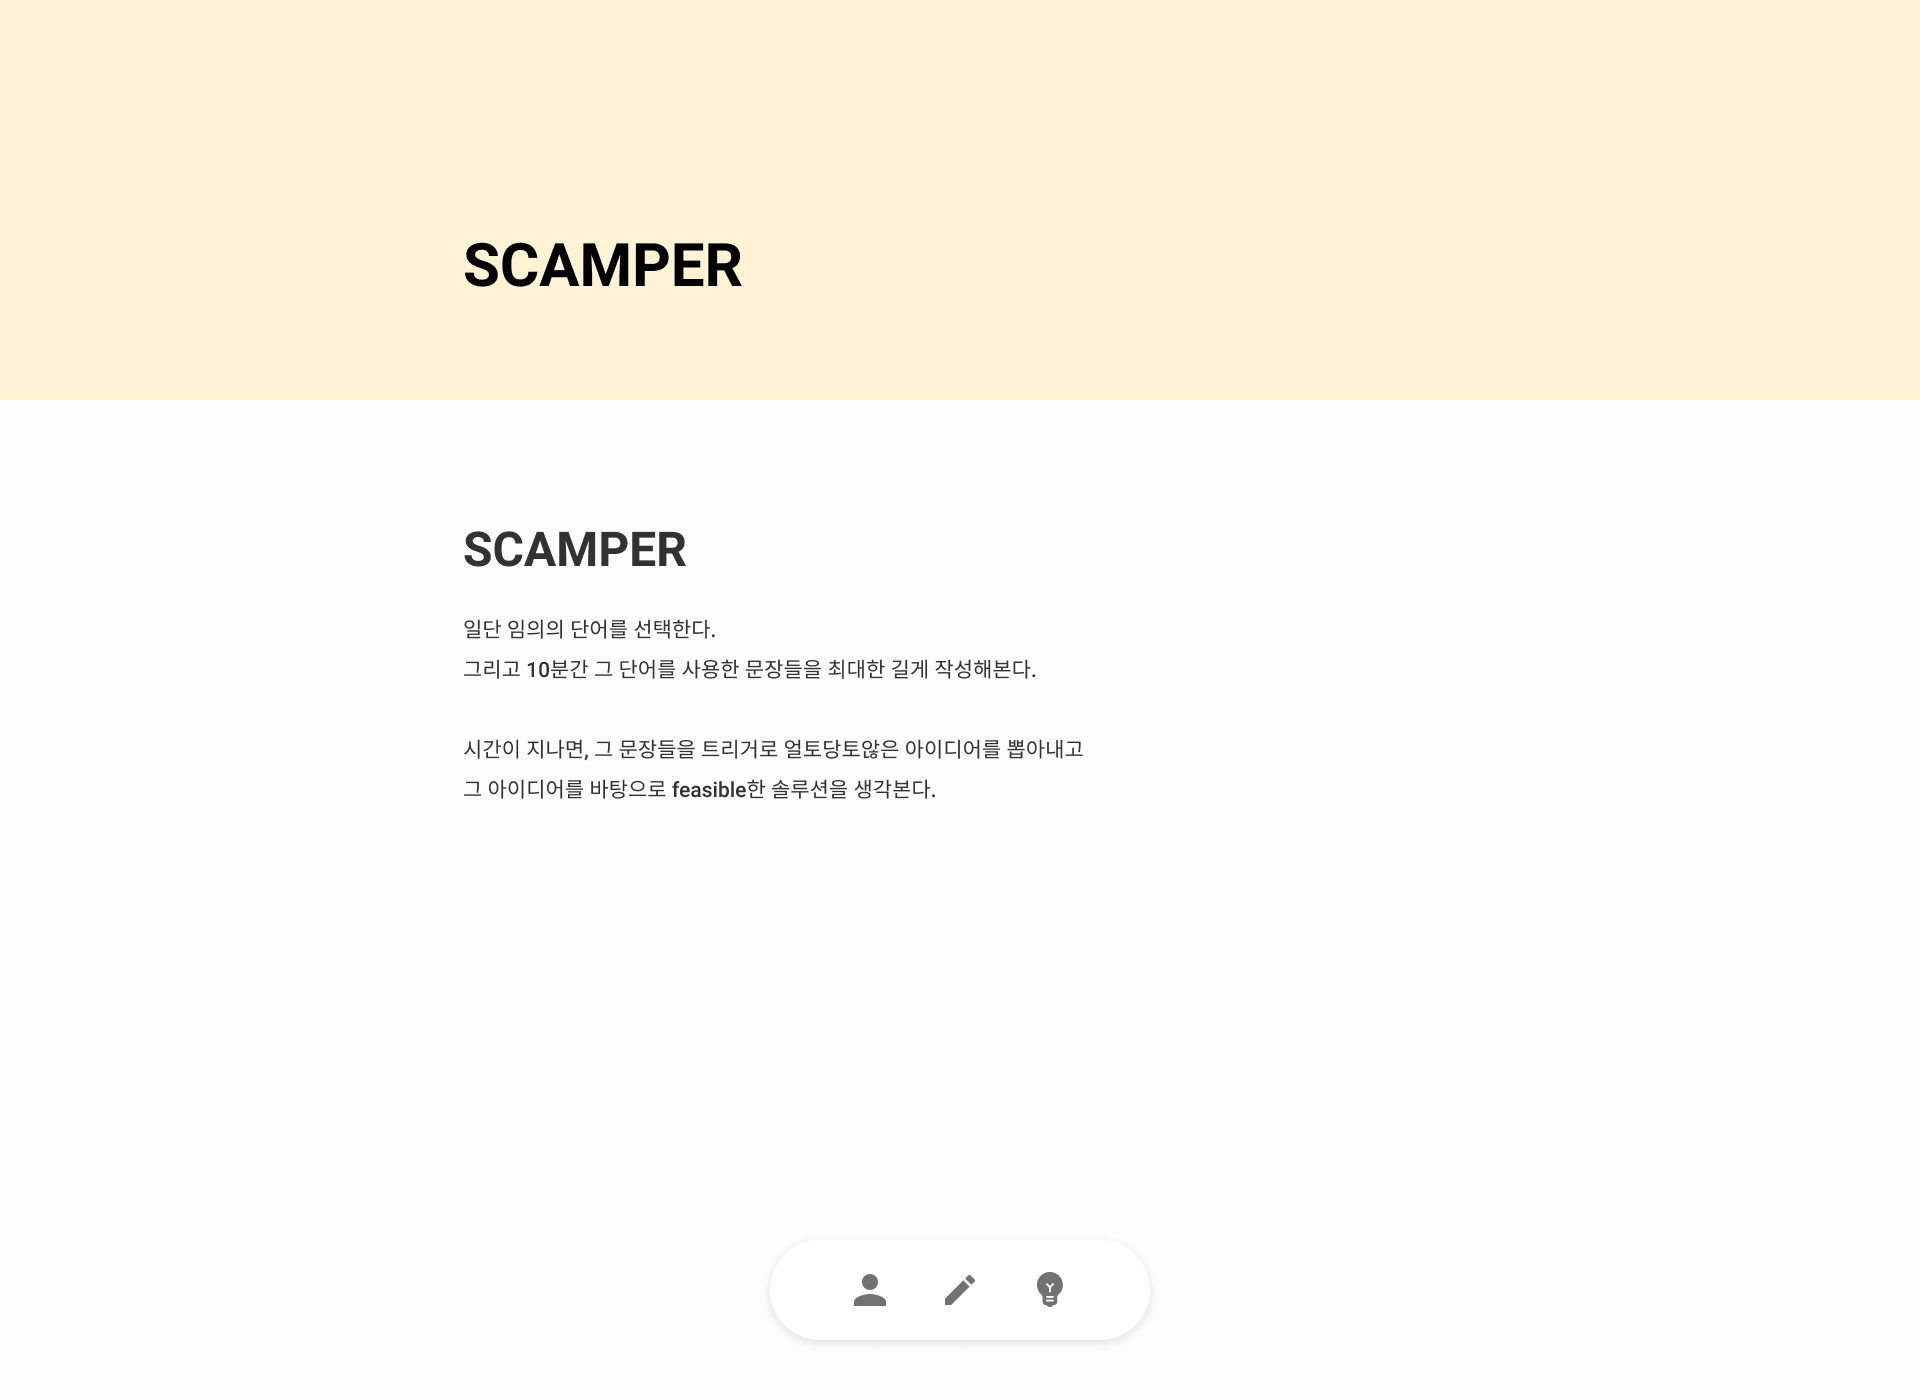 SCAMPER
SCAMPER
일단 임의의 단어를 선택한다.
그리고 10분간 그 단어를 사용한 문장들을 최대한 길게 작성해본다.
시간이 지나면, 그 문장들을 트리거로 얼토당토않은 아이디어를 뽑아내고
그 아이디어를 바탕으로 feasible한 솔루션을 생각본다.